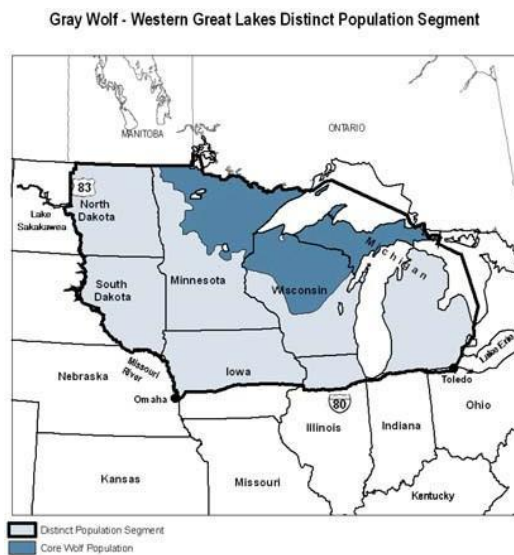 Gray Wolf - Western Great Lakes Distinct Population Segment
MANITOBA
ONTARIO
83
North
Dakota
Lake
Sakakawea
South
Dakota
Minnesota
Wisconsin
Michigan
Nebraska
Missouri
River
Omaha
Iowa
80
Illinois
Indiana
Toledo
Lake Erie
Ohio
Kansas
Missouri
Kentucky
Distinct Population Segment
Core Wolf Population